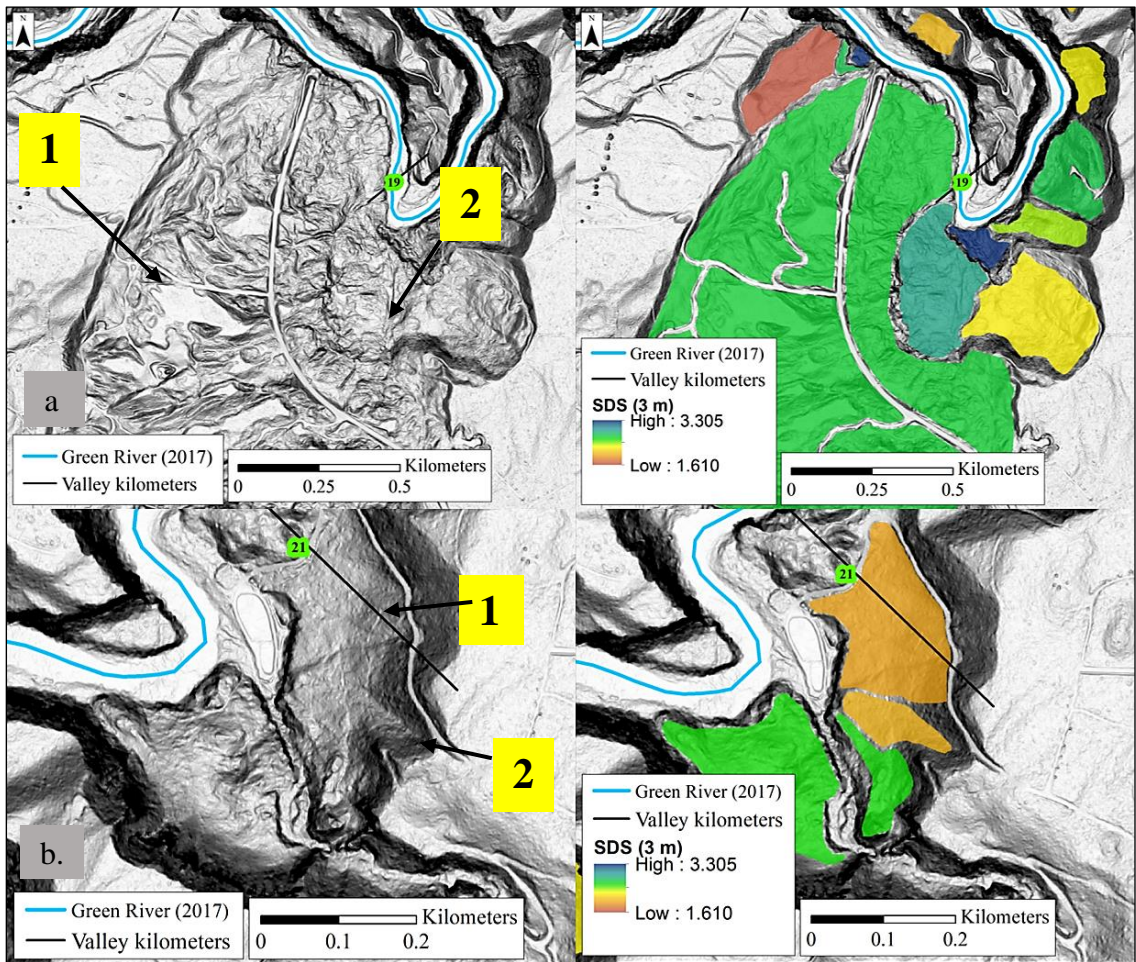 N
1
2
19
a
Green River (2017)
Valley kilometers
Kilometers
0 0.25 0.5
N
19
Green River (2017)
Valley kilometers
SDS (3 m)
High : 3.305
Low : 1.610
Kilometers
0 0.25 0.5
21
1
2
b.
Green River (2017)
Valley kilometers
Kilometers
0 0.1 0.2
21
Green River (2017)
Valley kilometers
SDS (3 m)
High : 3.305
Low : 1.610
Kilometers
0 0.1 0.2